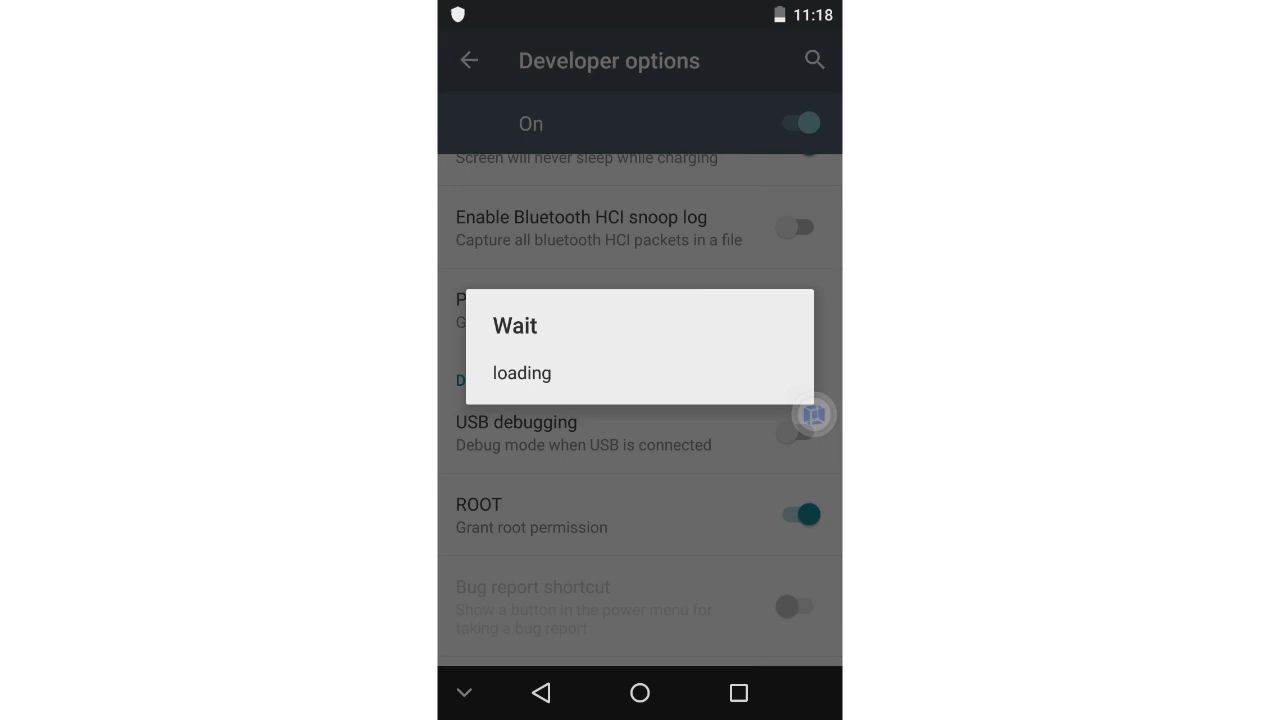 11:18
Developer options
On
Screen will never sleep while charging
Enable Bluetooth HCI snoop log
Capture all bluetooth HCI packets in a file
P
G
Wait
loading
D
USB debugging
Debug mode when USB is connected
ROOT
Grant root permission
Bug report shortcut
Show a button in the power menu for
taking a bug report